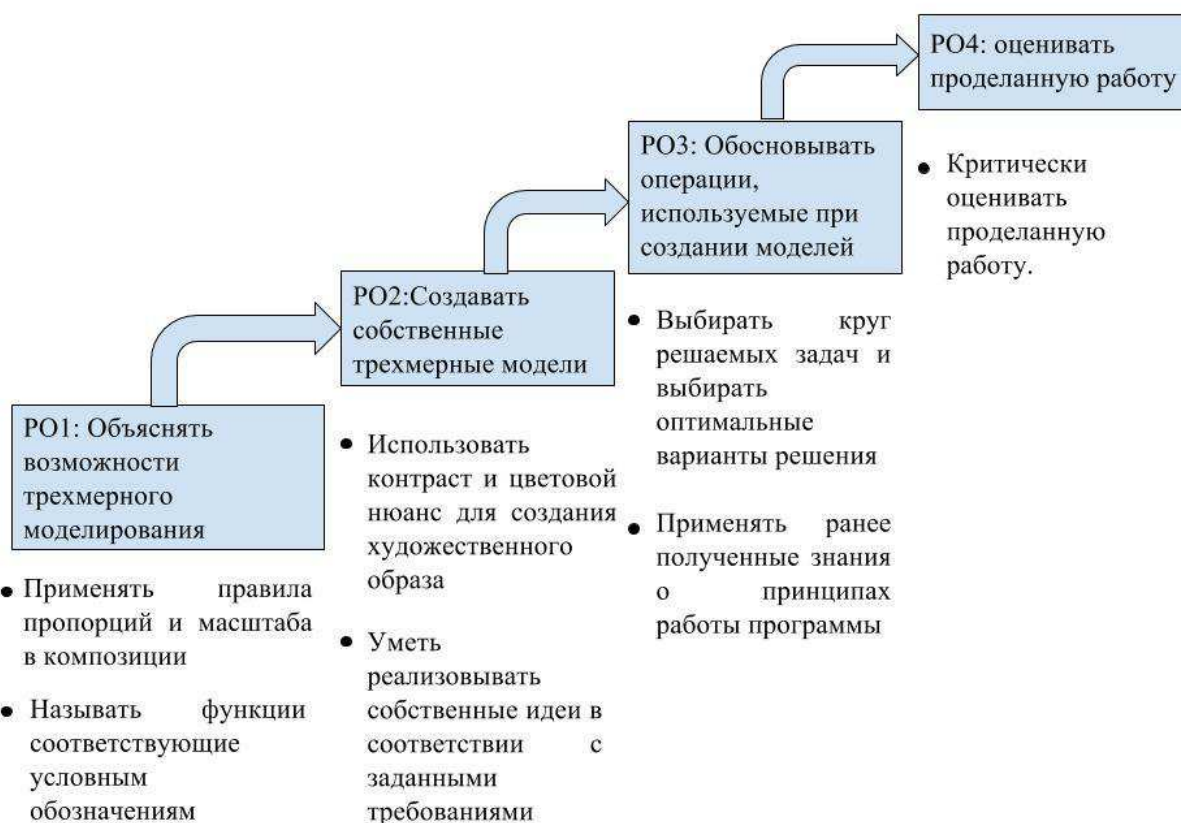 РО1: Объяснять
возможности
трехмерного
моделирования
Применять правила
пропорций и масштаба
в композиции
Называть функции
соответствующие
условным
обозначениям
РО2:Создавать
собственные
трехмерные модели
Использовать
контраст и цветовой
нюанс для создания
художественного
образа
Уметь
реализовывать
собственные идеи в
соответствии с
заданными
требованиями
РО3: Обосновывать
операции,
используемые при
создании моделей
Выбирать круг
решаемых задач и
выбирать
оптимальные
варианты решения
Применять ранее
полученные знания
о принципах
работы программы
РО4: оценивать
проделанную работу
Критически
оценивать
проделанную
работу.